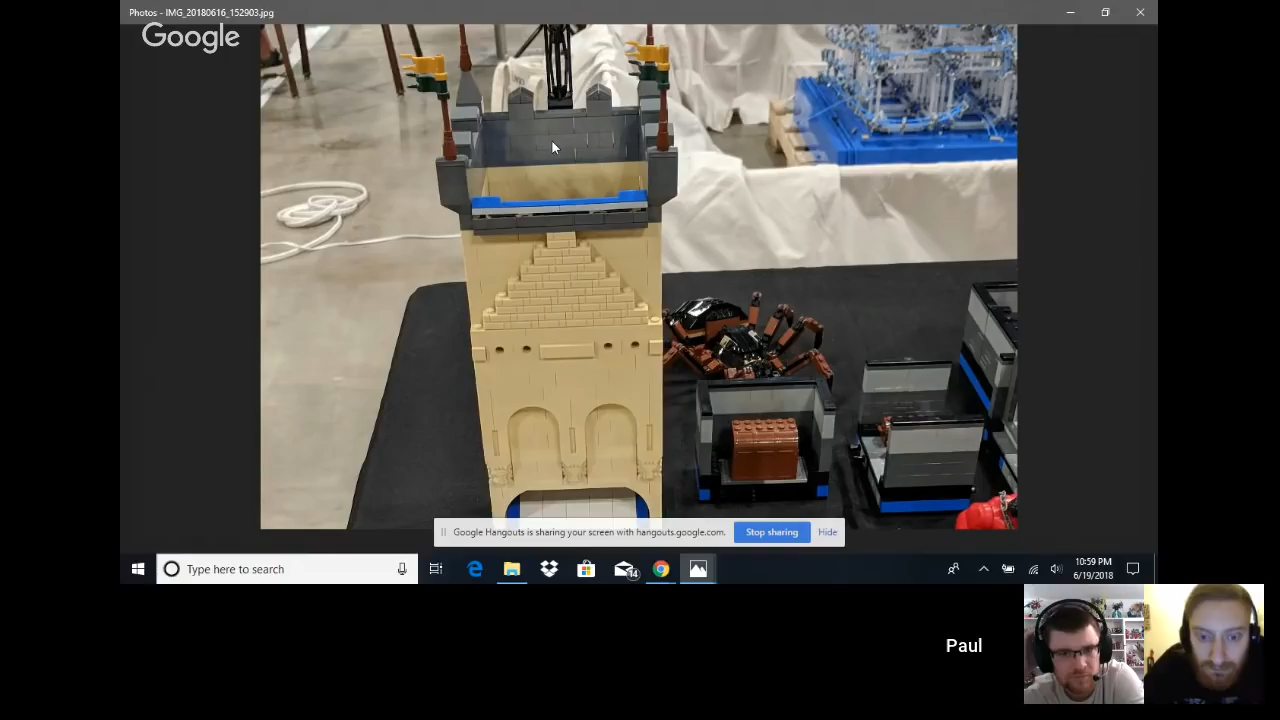 Photos - IMG_20180616_152903.jpg
Google
Google Hangouts is sharing your screen with hangouts.google.com. Stop sharing Hide
Type here to search
14
10:59 PM
6/19/2018
Paul